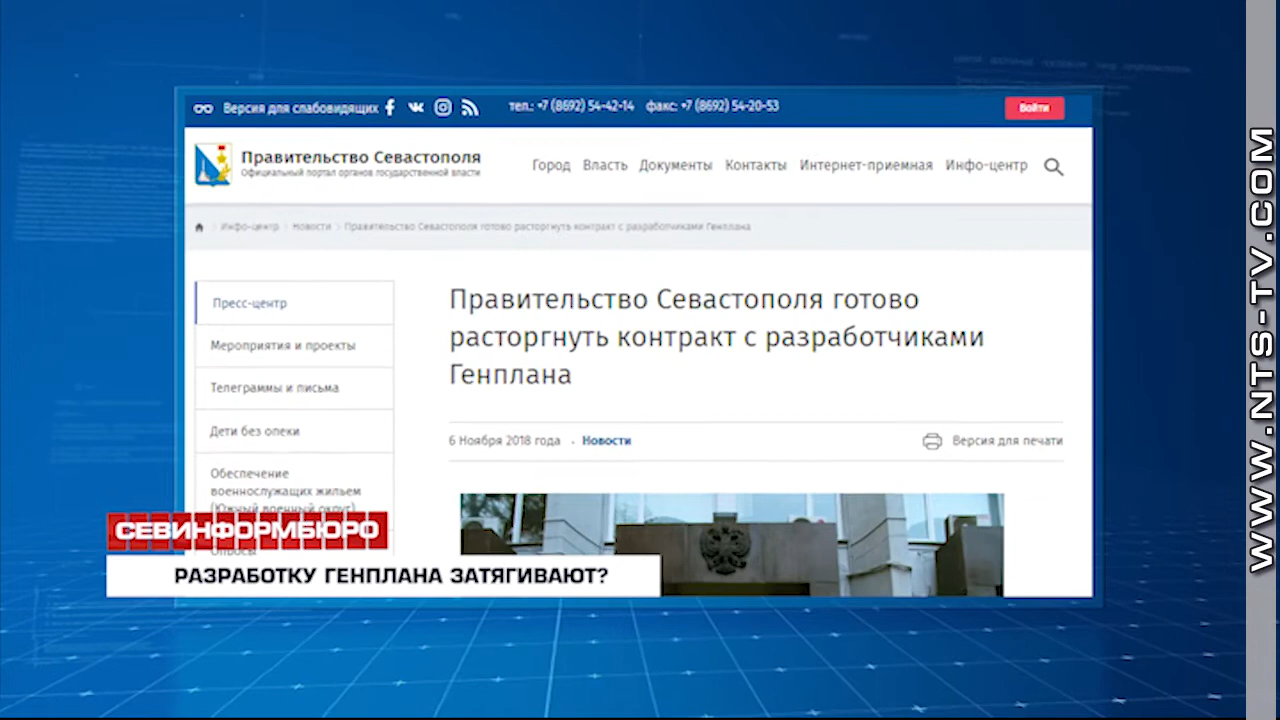 Версия для слабовидящих
тел.: +7 (8692) 54-42-14 факс: +7 (8692) 54-20-53
Войти
Правительство Севастополя
Официальный портал органов государственной власти
Город Власть Документы Контакты Интернет-приемная Инфо-центр
Инфо-центр Новости Правительство Севастополя готово расторгнуть контракт с разработчиками Генплана
Пресс-центр
Мероприятия и проекты
Телеграммы и письма
Дети без опеки
Обеспечение
военнослужащих жильем
(Южный военный округ)
Опросы
Правительство Севастополя готово
расторгнуть контракт с разработчиками
Генплана
6 Ноября 2018 года · Новости
Версия для печати
СЕВИНФОРМБЮРО
РАЗРАБОТКУ ГЕНПЛАНА ЗАТЯГИВАЮТ?
WWW.NTS-TV.COM